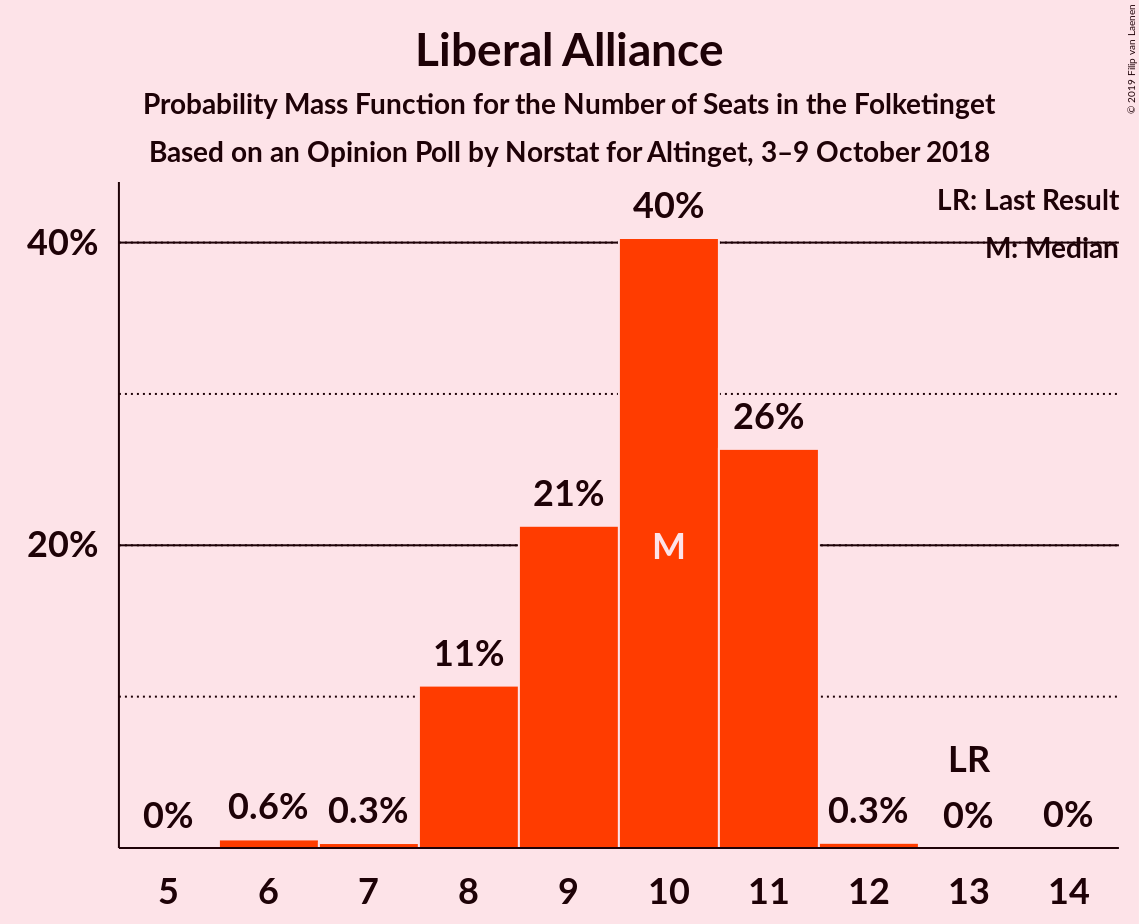 Liberal Alliance
Probability Mass Function for the Number of Seats in the Folketinget
Based on an Opinion Poll by Norstat for Altinget, 3–9 October 2018
© 2019 Filip van Laenen
LR: Last Result
M: Median
40%
20%
0%
0.6%
0.3%
11%
21%
40%
M
26%
0.3%
LR
0%
0%
5
6
7
8
9
10
11
12
13
14